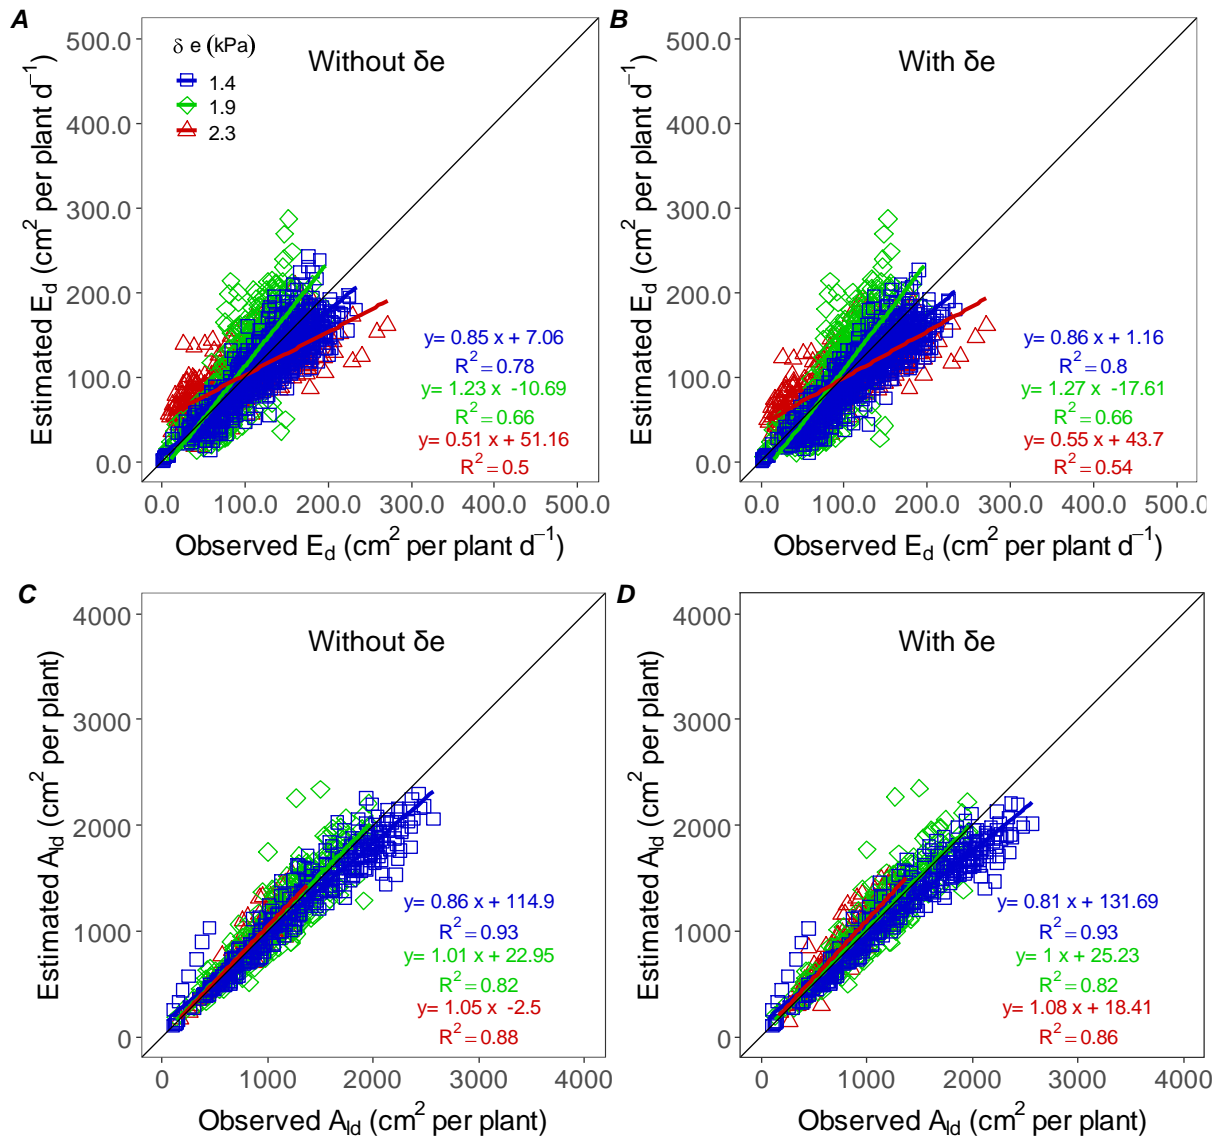 A
δ e (kPa)
1.4
1.9
2.3
Without δe
Estimated E_d (cm² per plant d⁻¹)
500.0
400.0
300.0
200.0
100.0
0.0
y= 0.85 x + 7.06
R² = 0.78
y= 1.23 x -10.69
R² = 0.66
y= 0.51 x + 51.16
R² = 0.5
0.0 100.0 200.0 300.0 400.0 500.0
Observed E_d (cm² per plant d⁻¹)
B
With δe
Estimated E_d (cm² per plant d⁻¹)
500.0
400.0
300.0
200.0
100.0
0.0
y= 0.86 x + 1.16
R² = 0.8
y= 1.27 x -17.61
R² = 0.66
y= 0.55 x + 43.7
R² = 0.54
0.0 100.0 200.0 300.0 400.0 500.0
Observed E_d (cm² per plant d⁻¹)
C
Without δe
Estimated A_ld (cm² per plant)
4000
3000
2000
1000
0
y= 0.86 x + 114.9
R² = 0.93
y= 1.01 x + 22.95
R² = 0.82
y= 1.05 x -2.5
R² = 0.88
0 1000 2000 3000 4000
Observed A_ld (cm² per plant)
D
With δe
Estimated A_ld (cm² per plant)
4000
3000
2000
1000
0
y= 0.81 x + 131.69
R² = 0.93
y= 1 x + 25.23
R² = 0.82
y= 1.08 x + 18.41
R² = 0.86
0 1000 2000 3000 4000
Observed A_ld (cm² per plant)